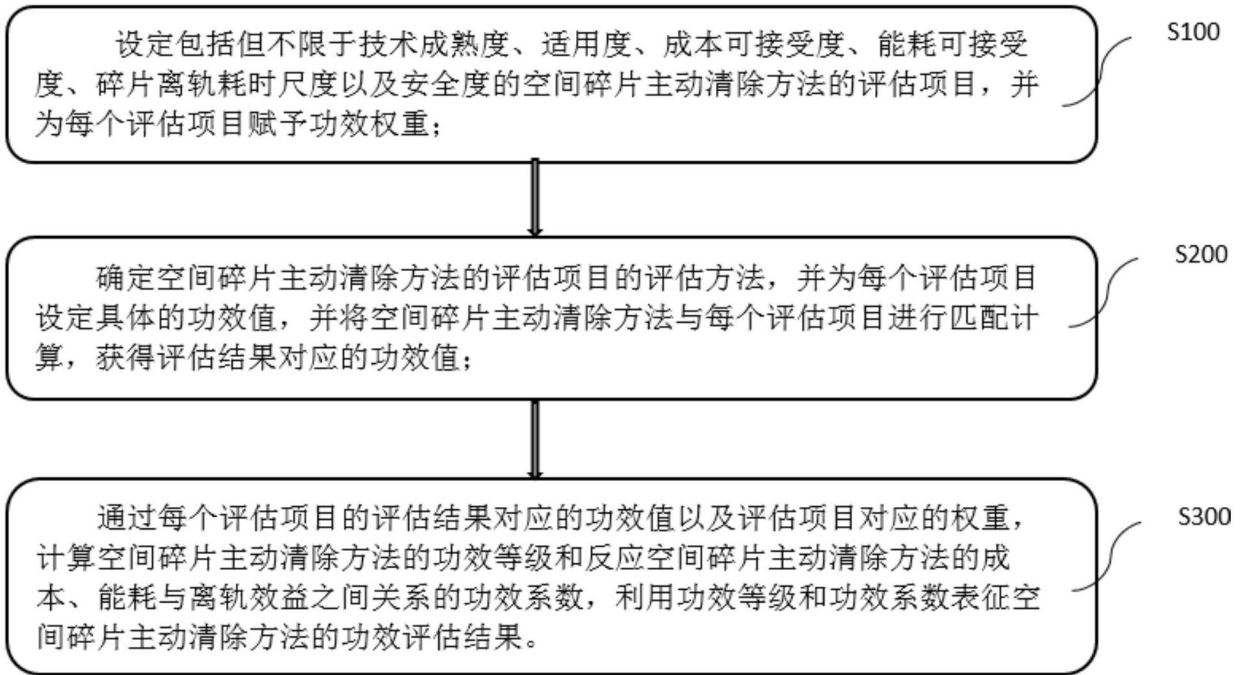 设定包括但不限于技术成熟度、适用度、成本可接受度、能耗可接受
度、碎片离轨耗时尺度以及安全度的空间碎片主动清除方法的评估项目，并
为每个评估项目赋予功效权重；
S100
确定空间碎片主动清除方法的评估项目的评估方法，并为每个评估项目
设定具体的功效值，并将空间碎片主动清除方法与每个评估项目进行匹配计
算，获得评估结果对应的功效值；
S200
通过每个评估项目的评估结果对应的功效值以及评估项目对应的权重，
计算空间碎片主动清除方法的功效等级和反应空间碎片主动清除方法的成
本、能耗与离轨效益之间关系的功效系数，利用功效等级和功效系数表征空
间碎片主动清除方法的功效评估结果。
S300